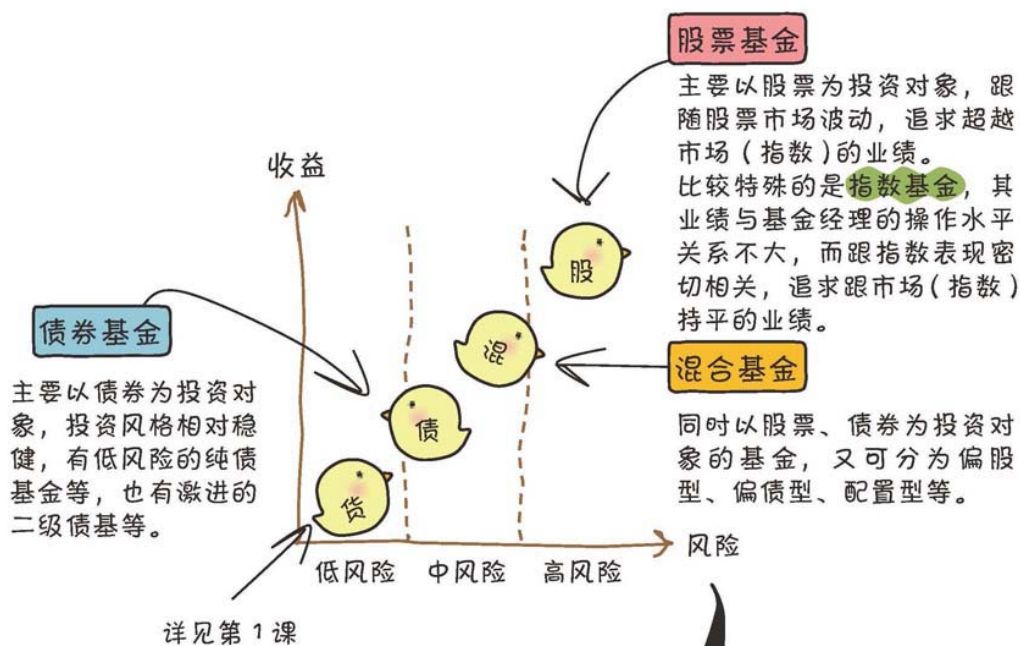 股票基金
主要以股票为投资对象，跟
随股票市场波动，追求超越
市场（指数）的业绩。
比较特殊的是指数基金，其
业绩与基金经理的操作水平
关系不大，而跟指数表现密
切相关，追求跟市场（指数）
持平的业绩。
收益
股
混
债
货
债券基金
主要以债券为投资对
象，投资风格相对稳
健，有低风险的纯债
基金等，也有激进的
二级债基等。
混合基金
同时以股票、债券为投资对
象的基金，又可分为偏股
型、偏债型、配置型等。
风险
低风险 中风险 高风险
详见第1课